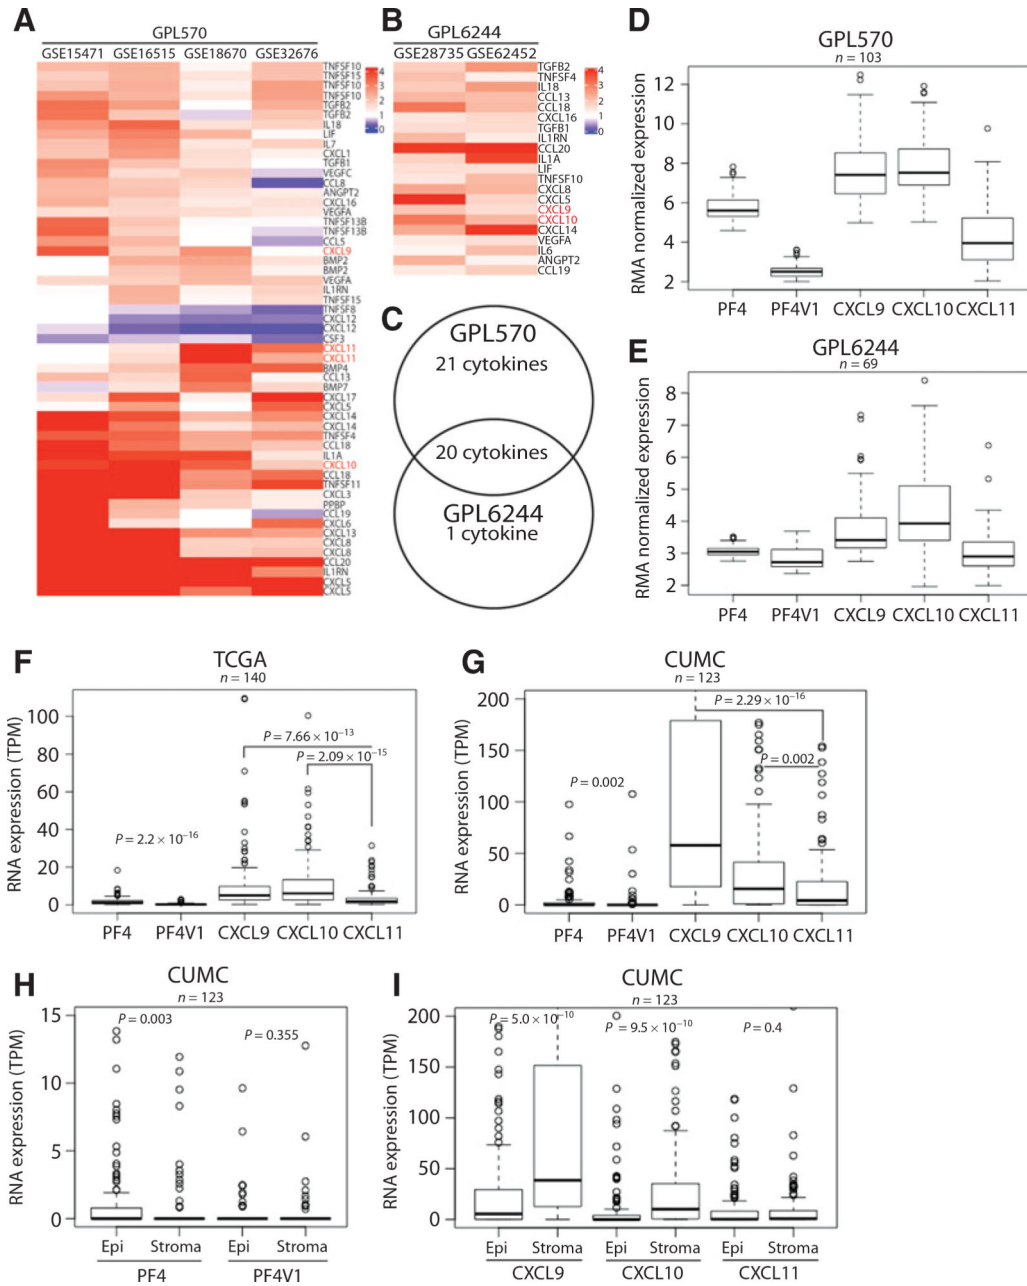 A
GPL570
GSE15471 GSE16515 GSE18670 GSE32676
TNFSF10
TNFSF15
TNFSF10
TNFSF10
TGFB2
TGFB2
IL18
LIF
IL7
CXCL1
TGFB1
VEGFC
CCL8
ANGPT2
CXCL16
VEGFA
TNFSF13B
TNFSF13B
CCL5
CXCL9
BMP2
BMP2
VEGFA
IL1RN
TNFSF15
TNFSF8
CXCL12
CXCL12
CSF3
CXCL11
CXCL11
BMP4
CCL13
BMP7
CXCL17
CXCL5
CXCL14
CXCL14
TNFSF4
CCL18
IL1A
CXCL10
CCL18
TNFSF11
CXCL3
PPBP
CCL19
CXCL6
CXCL13
CXCL8
CXCL8
CCL20
IL1RN
CXCL5
CXCL5
4
3
2
1
0
B
GPL6244
GSE28735 GSE62452
TGFB2
TNFSF4
IL18
CCL13
CCL18
CXCL16
TGFB1
IL1RN
CCL20
IL1A
LIF
TNFSF10
CXCL8
CXCL5
CXCL9
CXCL10
CXCL14
VEGFA
IL6
ANGPT2
CCL19
4
3
2
1
0
C
GPL570
21 cytokines
20 cytokines
GPL6244
1 cytokine
D
GPL570
n = 103
RMA normalized expression
12
10
8
6
4
2
PF4 PF4V1 CXCL9 CXCL10 CXCL11
E
GPL6244
n = 69
RMA normalized expression
8
7
6
5
4
3
2
PF4 PF4V1 CXCL9 CXCL10 CXCL11
F
TCGA
n = 140
RNA expression (TPM)
100
80
60
40
20
0
P = 7.66 × 10−13
P = 2.09 × 10−15
P = 2.2 × 10−16
PF4 PF4V1 CXCL9 CXCL10 CXCL11
G
CUMC
n = 123
RNA expression (TPM)
200
150
100
50
0
P = 2.29 × 10−16
P = 0.002
P = 0.002
PF4 PF4V1 CXCL9 CXCL10 CXCL11
H
CUMC
n = 123
RNA expression (TPM)
15
10
5
0
P = 0.003
P = 0.355
Epi Stroma Epi Stroma
PF4 PF4V1
I
CUMC
n = 123
RNA expression (TPM)
200
150
100
50
0
P = 5.0 × 10−10
P = 9.5 × 10−10
P = 0.4
Epi Stroma Epi Stroma Epi Stroma
CXCL9 CXCL10 CXCL11